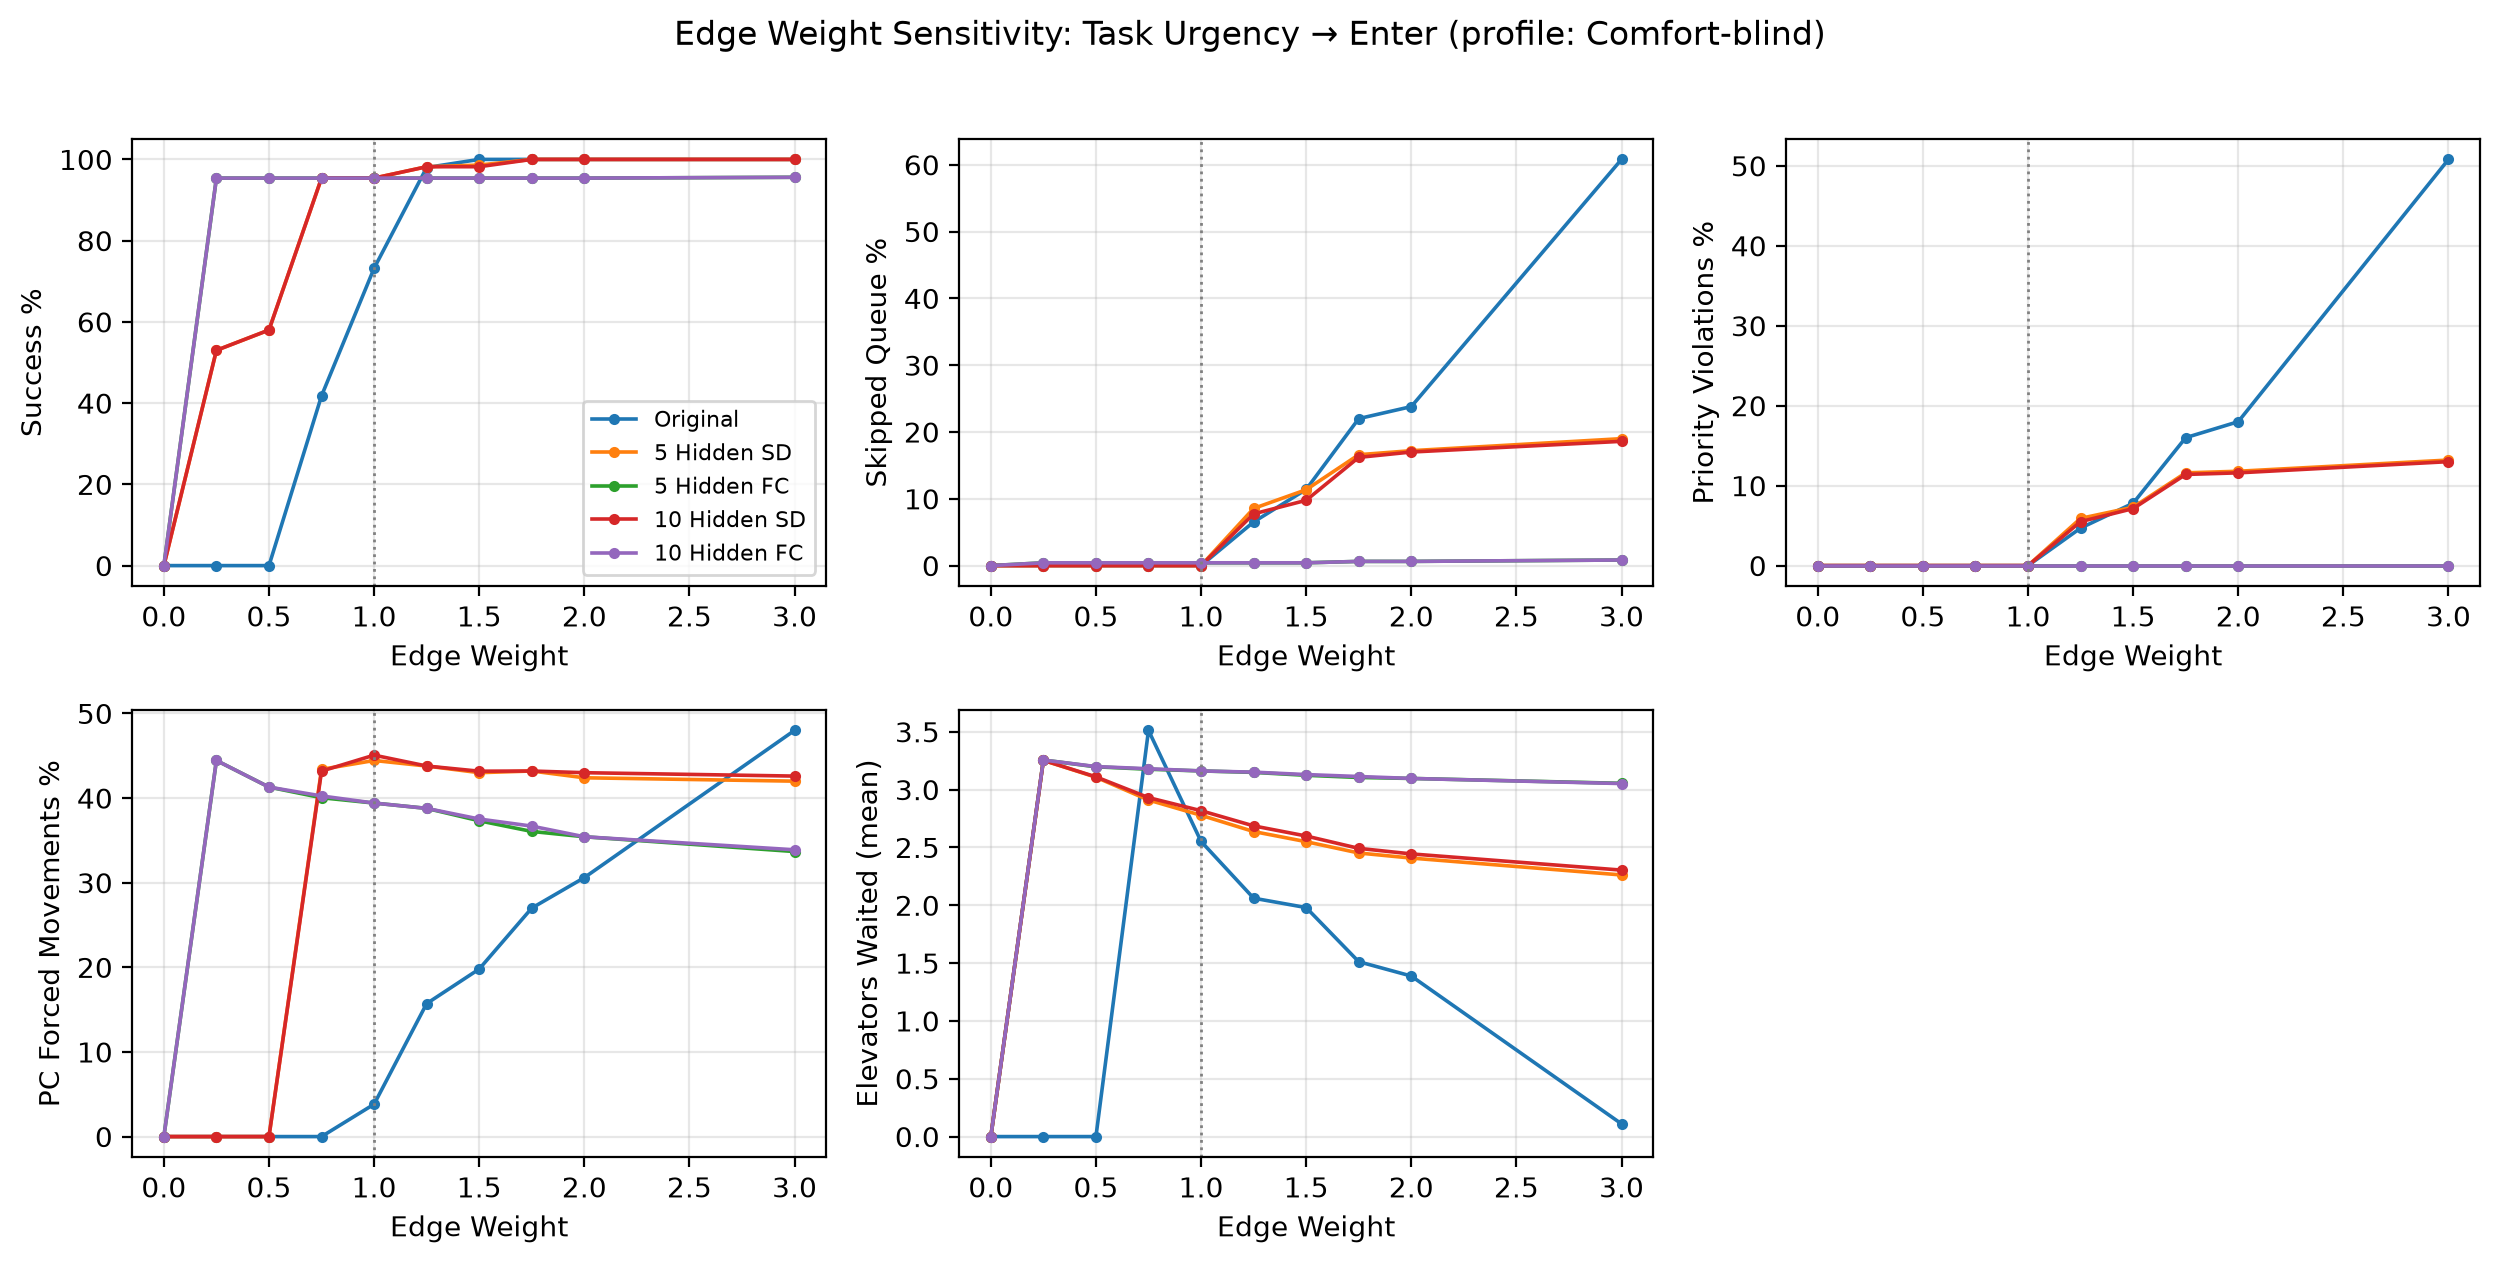 Edge Weight Sensitivity: Task Urgency → Enter (profile: Comfort-blind)
Success %
100
80
60
40
20
0
0.0 0.5 1.0 1.5 2.0 2.5 3.0
Edge Weight
Original
5 Hidden SD
5 Hidden FC
10 Hidden SD
10 Hidden FC
Skipped Queue %
60
50
40
30
20
10
0
0.0 0.5 1.0 1.5 2.0 2.5 3.0
Edge Weight
Priority Violations %
50
40
30
20
10
0
0.0 0.5 1.0 1.5 2.0 2.5 3.0
Edge Weight
PC Forced Movements %
50
40
30
20
10
0
0.0 0.5 1.0 1.5 2.0 2.5 3.0
Edge Weight
Elevators Waited (mean)
3.5
3.0
2.5
2.0
1.5
1.0
0.5
0.0
0.0 0.5 1.0 1.5 2.0 2.5 3.0
Edge Weight